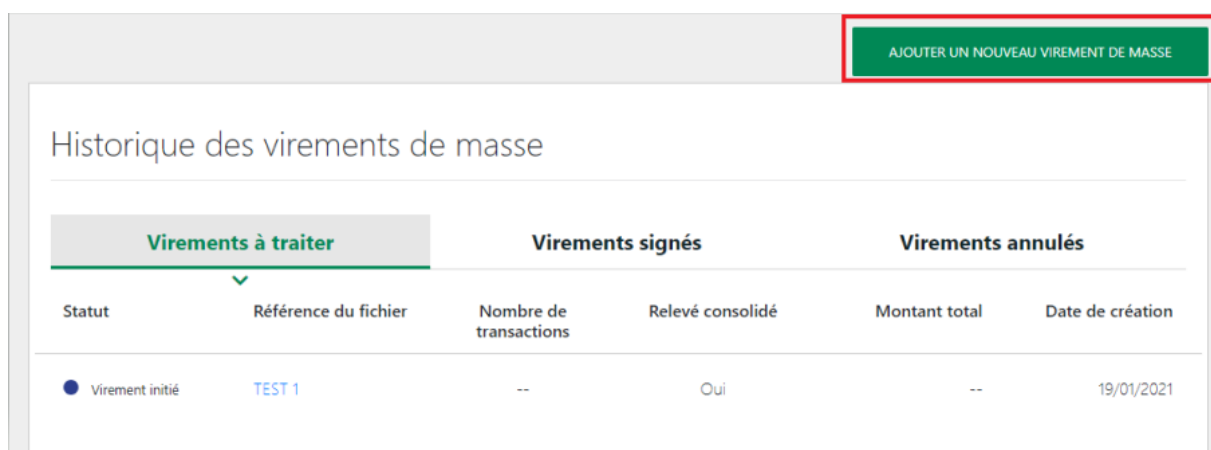 AJOUTER UN NOUVEAU VIREMENT DE MASSE
Historique des virements de masse
Virements à traiter Virements signés Virements annulés
Statut Référence du fichier Nombre de transactions Relevé consolidé Montant total Date de création
Virement initié TEST 1 -- Oui -- 19/01/2021